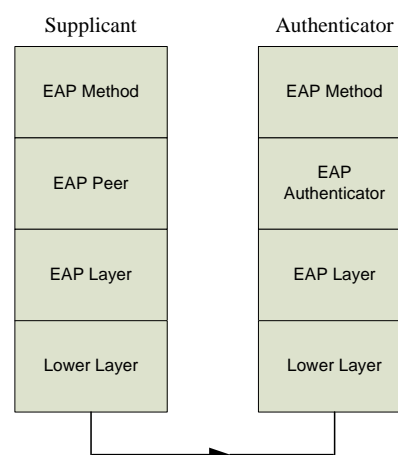 Supplicant
Authenticator
EAP Method
EAP Method
EAP Peer
EAP
Authenticator
EAP Layer
EAP Layer
Lower Layer
Lower Layer